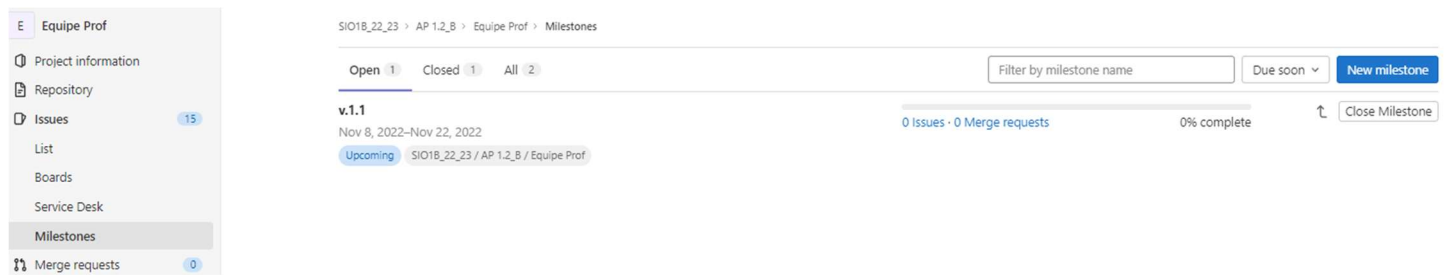 E Equipe Prof
Project information
Repository
Issues 15
List
Boards
Service Desk
Milestones
Merge requests 0
SIO1B_22_23 > AP 1.2_B > Equipe Prof > Milestones
Open 1 Closed 1 All 2
Filter by milestone name
Due soon
New milestone
v.1.1
Nov 8, 2022–Nov 22, 2022
Upcoming SIO1B_22_23 / AP 1.2_B / Equipe Prof
0 Issues · 0 Merge requests 0% complete
Close Milestone